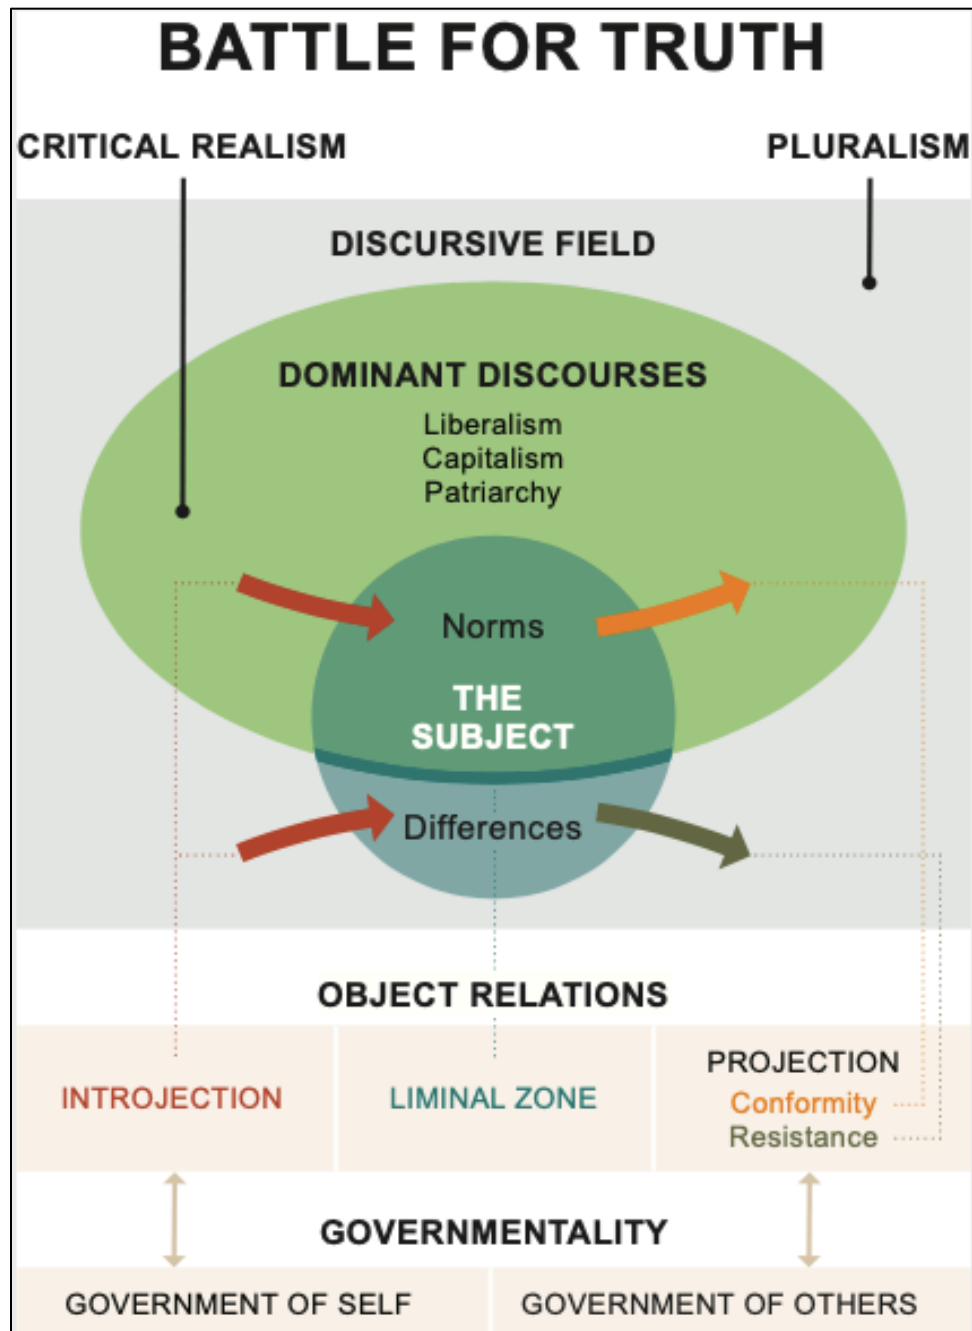 BATTLE FOR TRUTH
CRITICAL REALISM
PLURALISM
DISCURSIVE FIELD
DOMINANT DISCOURSES
Liberalism
Capitalism
Patriarchy
Norms
THE
SUBJECT
Differences
OBJECT RELATIONS
INTROJECTION
LIMINAL ZONE
PROJECTION
Conformity
Resistance
GOVERNMENTALITY
GOVERNMENT OF SELF
GOVERNMENT OF OTHERS